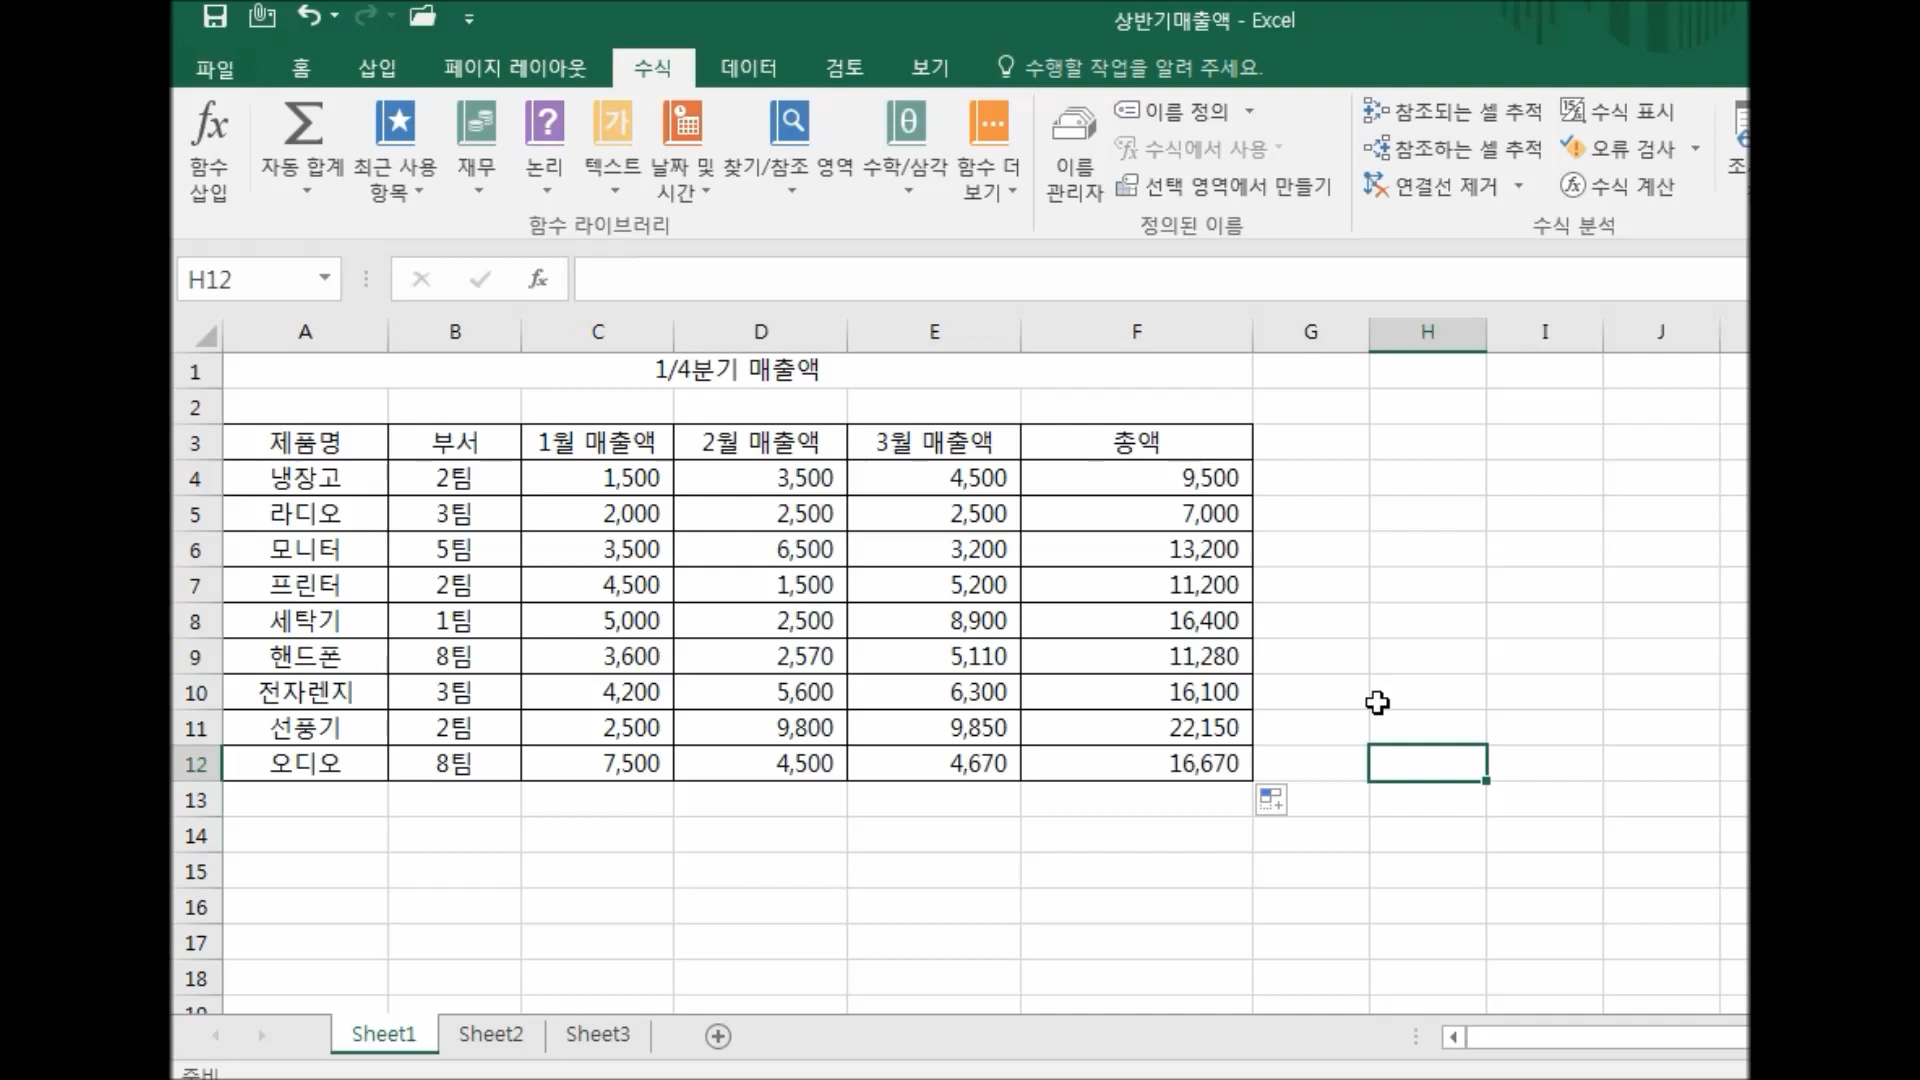 상반기매출액 - Excel
파일 홈 삽입 페이지 레이아웃 수식 데이터 검토 보기 수행할 작업을 알려 주세요.
함수 삽입
자동 합계
최근 사용 항목
재무
논리
텍스트
날짜 및 시간
찾기/참조 영역
수학/삼각
함수 더 보기
함수 라이브러리
이름 관리자
이름 정의
수식에서 사용
선택 영역에서 만들기
정의된 이름
참조되는 셀 추적
참조하는 셀 추적
연결선 제거
수식 표시
오류 검사
수식 계산
수식 분석
조
H12 fx
A B C D E F G H I J
1 1/4분기 매출액
2
3 제품명 부서 1월 매출액 2월 매출액 3월 매출액 총액
4 냉장고 2팀 1,500 3,500 4,500 9,500
5 라디오 3팀 2,000 2,500 2,500 7,000
6 모니터 5팀 3,500 6,500 3,200 13,200
7 프린터 2팀 4,500 1,500 5,200 11,200
8 세탁기 1팀 5,000 2,500 8,900 16,400
9 핸드폰 8팀 3,600 2,570 5,110 11,280
10 전자렌지 3팀 4,200 5,600 6,300 16,100
11 선풍기 2팀 2,500 9,800 9,850 22,150
12 오디오 8팀 7,500 4,500 4,670 16,670
13
14
15
16
17
18
19
Sheet1 Sheet2 Sheet3
준비